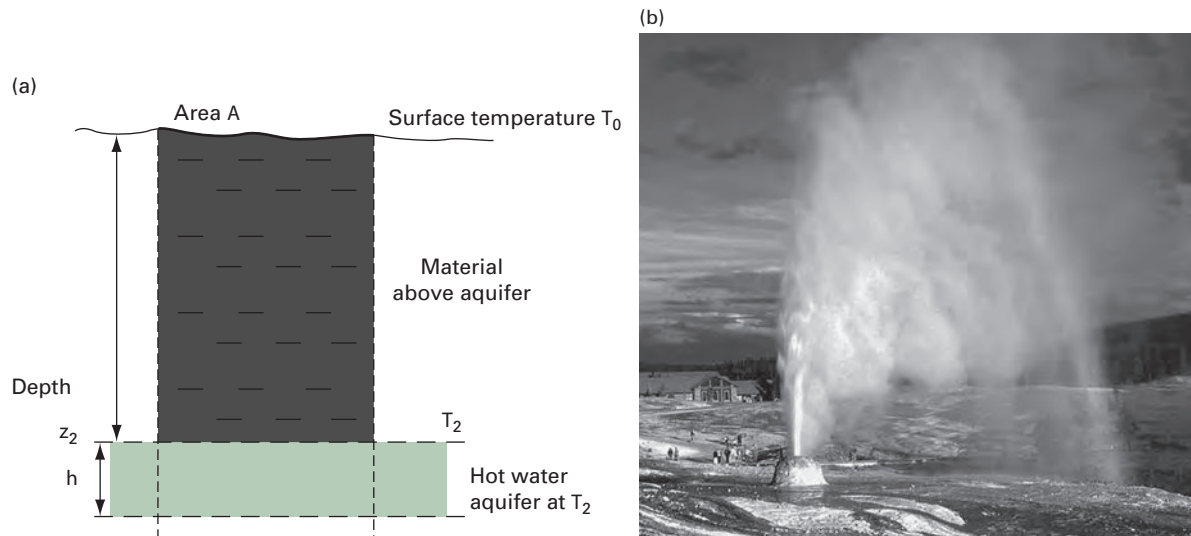 (a)
Area A
Surface temperature T₀
Material
above aquifer
Depth
z₂
T₂
h
Hot water
aquifer at T₂
(b)